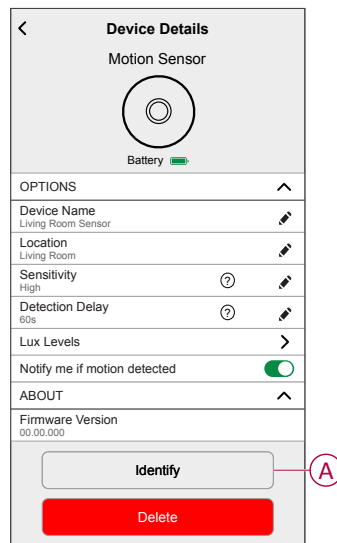 Device Details
Motion Sensor
Battery
OPTIONS
Device Name
Living Room Sensor
Location
Living Room
Sensitivity
High
?
Detection Delay
60s
?
Lux Levels
Notify me if motion detected
ABOUT
Firmware Version
00.00.000
Identify
A
Delete